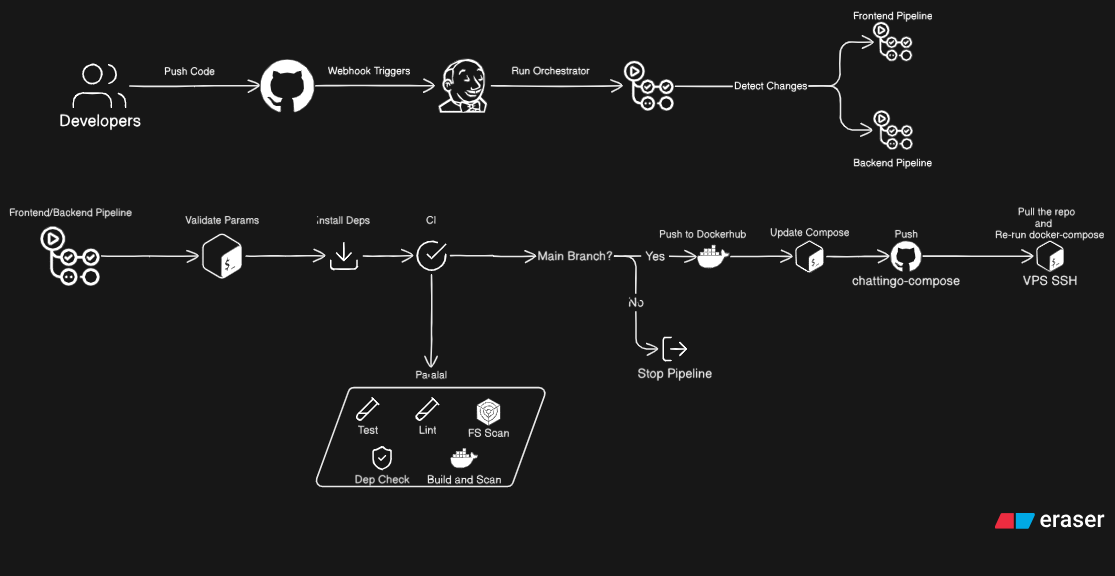 Frontend Pipeline
Push Code
Webhook Triggers
Run Orchestrator
Detect Changes
Developers
Backend Pipeline
Frontend/Backend Pipeline
Validate Params
Install Deps
CI
Main Branch?
Yes
Push to Dockerhub
Update Compose
Push
chattingo-compose
Pull the repo
and
Re-run docker-compose
VPS SSH
No
Stop Pipeline
$_
$_
$_
Test
Lint
FS Scan
Dep Check
Build and Scan
eraser